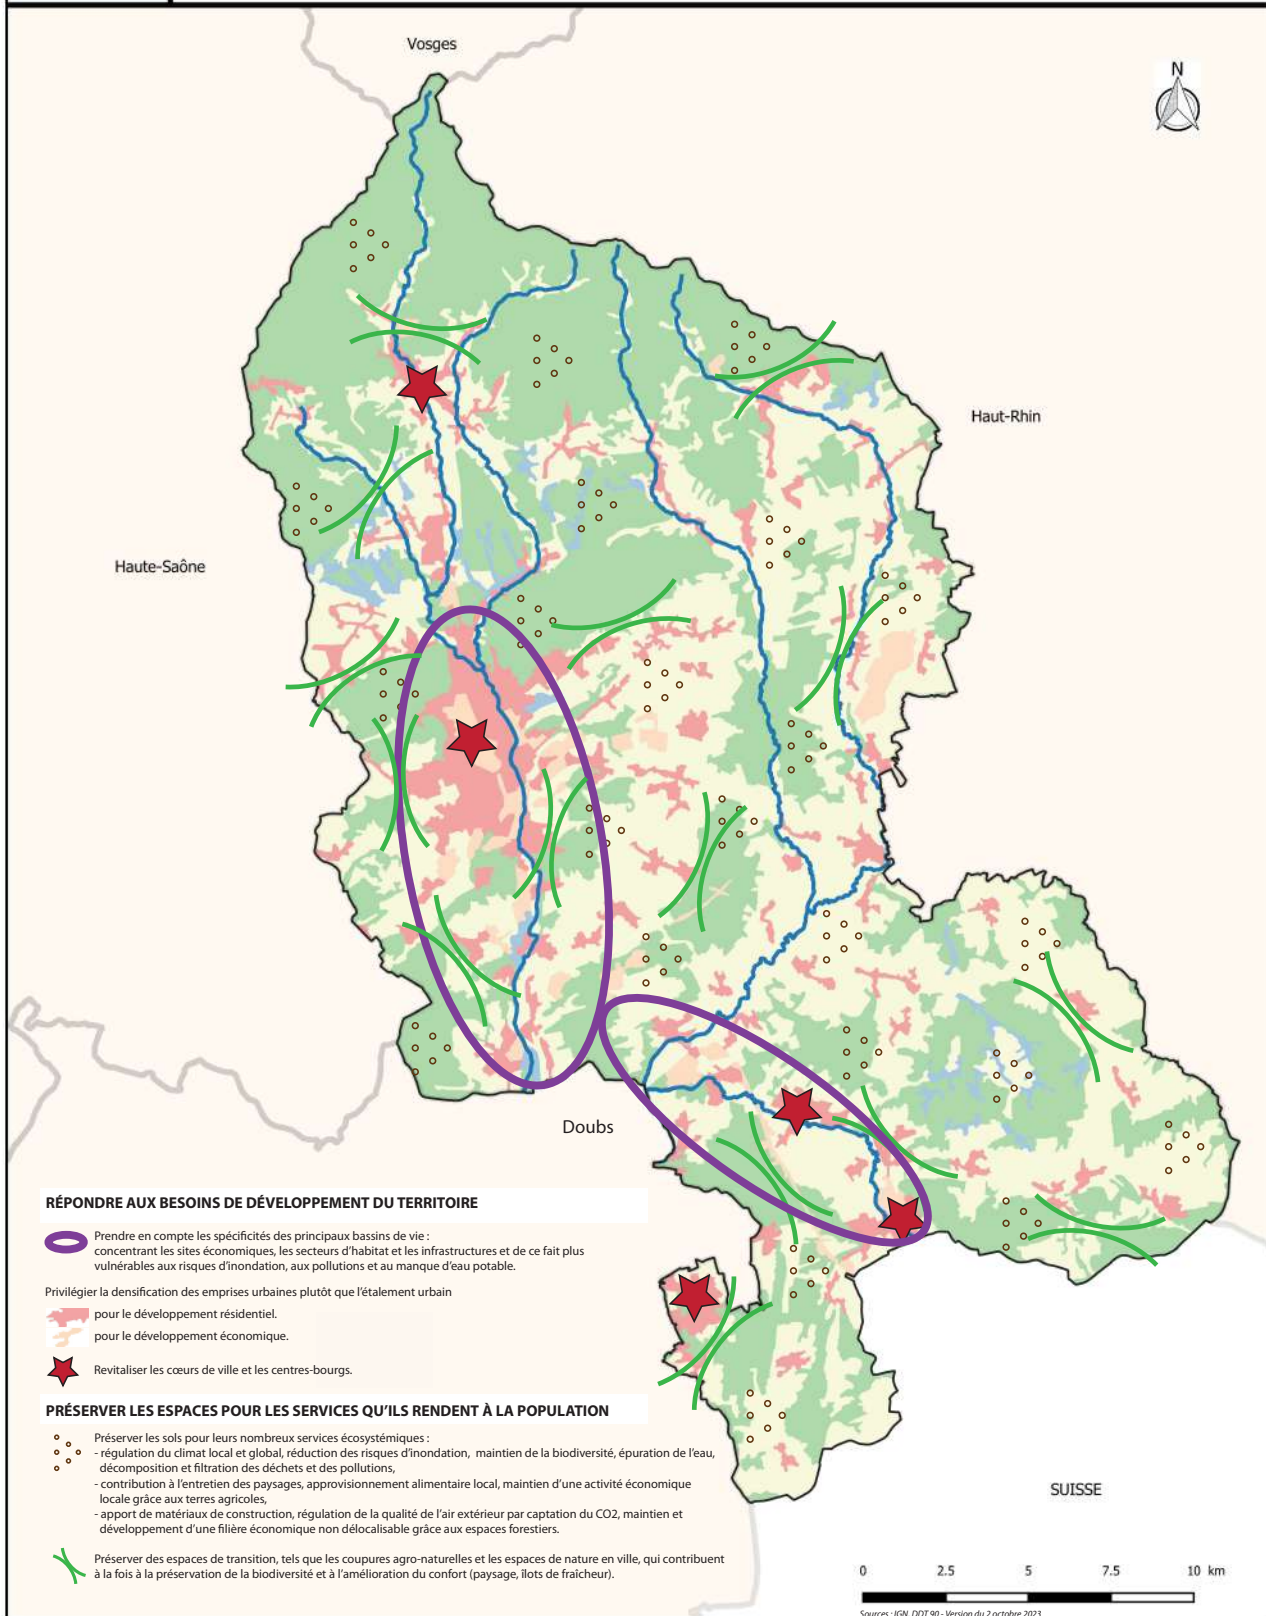 Vosges
N
Haut-Rhin
Haute-Saône
Doubs
RÉPONDRE AUX BESOINS DE DÉVELOPPEMENT DU TERRITOIRE
Prendre en compte les spécificités des principaux bassins de vie :
concentrant les sites économiques, les secteurs d'habitat et les infrastructures et de ce fait plus
vulnérables aux risques d'inondation, aux pollutions et au manque d'eau potable.
Privilégier la densification des emprises urbaines plutôt que l'étalement urbain
pour le développement résidentiel.
pour le développement économique.
Revitaliser les cœurs de ville et les centres-bourgs.
PRÉSERVER LES ESPACES POUR LES SERVICES QU'ILS RENDENT À LA POPULATION
Préserver les sols pour leurs nombreux services écosystémiques :
- régulation du climat local et global, réduction des risques d'inondation, maintien de la biodiversité, épuration de l'eau,
décomposition et filtration des déchets et des pollutions,
- contribution à l'entretien des paysages, approvisionnement alimentaire local, maintien d'une activité économique
locale grâce aux terres agricoles,
- apport de matériaux de construction, régulation de la qualité de l'air extérieur par captation du CO2, maintien et
développement d'une filière économique non délocalisable grâce aux espaces forestiers.
Préserver des espaces de transition, tels que les coupures agro-naturelles et les espaces de nature en ville, qui contribuent
à la fois à la préservation de la biodiversité et à l'amélioration du confort (paysage, îlots de fraîcheur).
SUISSE
0 2.5 5 7.5 10 km
Sources : IGN, DDT 90 - Version du 2 octobre 2023